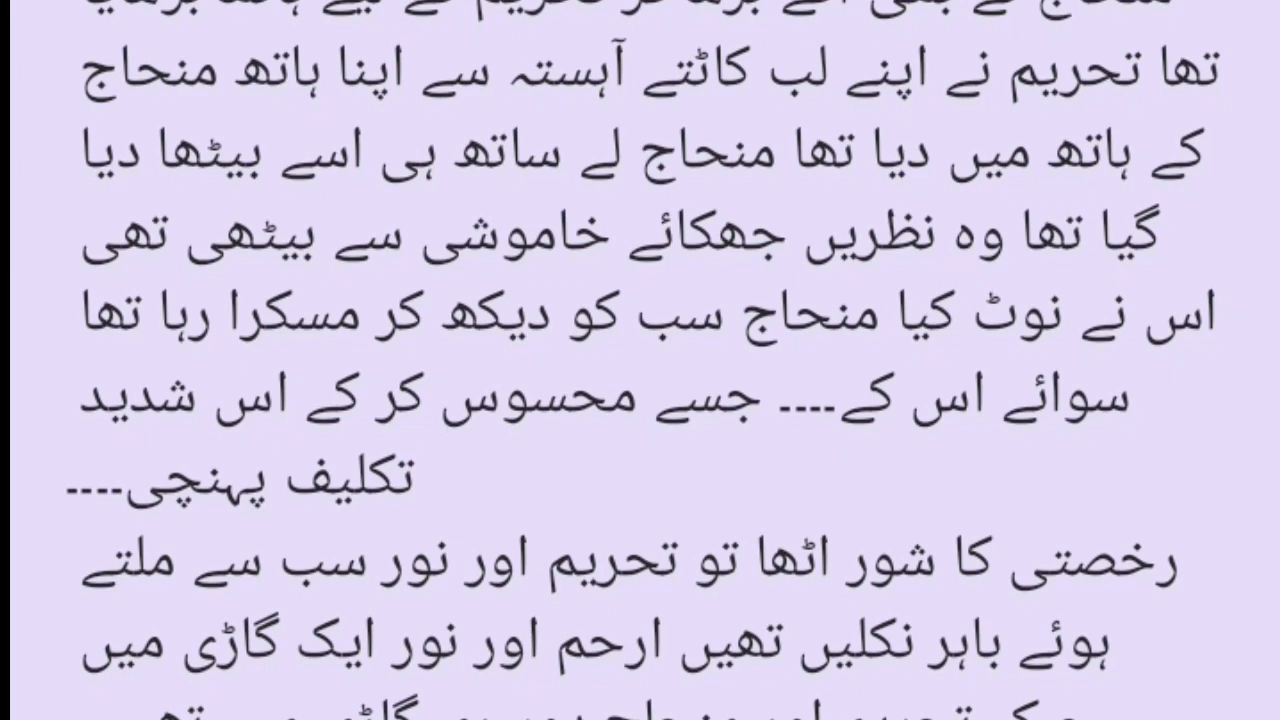 تھا تحریم نے اپنے لب کاٹتے آہستہ سے اپنا ہاتھ منحاج
کے ہاتھ میں دیا تھا منحاج لے ساتھ ہی اسے بیٹھا دیا
گیا تھا وہ نظریں جھکائے خاموشی سے بیٹھی تھی
اس نے نوٹ کیا منحاج سب کو دیکھ کر مسکرا رہا تھا
سوائے اس کے---- جسے محسوس کر کے اس شدید
تکلیف پہنچی----
رخصتی کا شور اٹھا تو تحریم اور نور سب سے ملتے
ہوئے باہر نکلیں تھیں ارحم اور نور ایک گاڑی میں